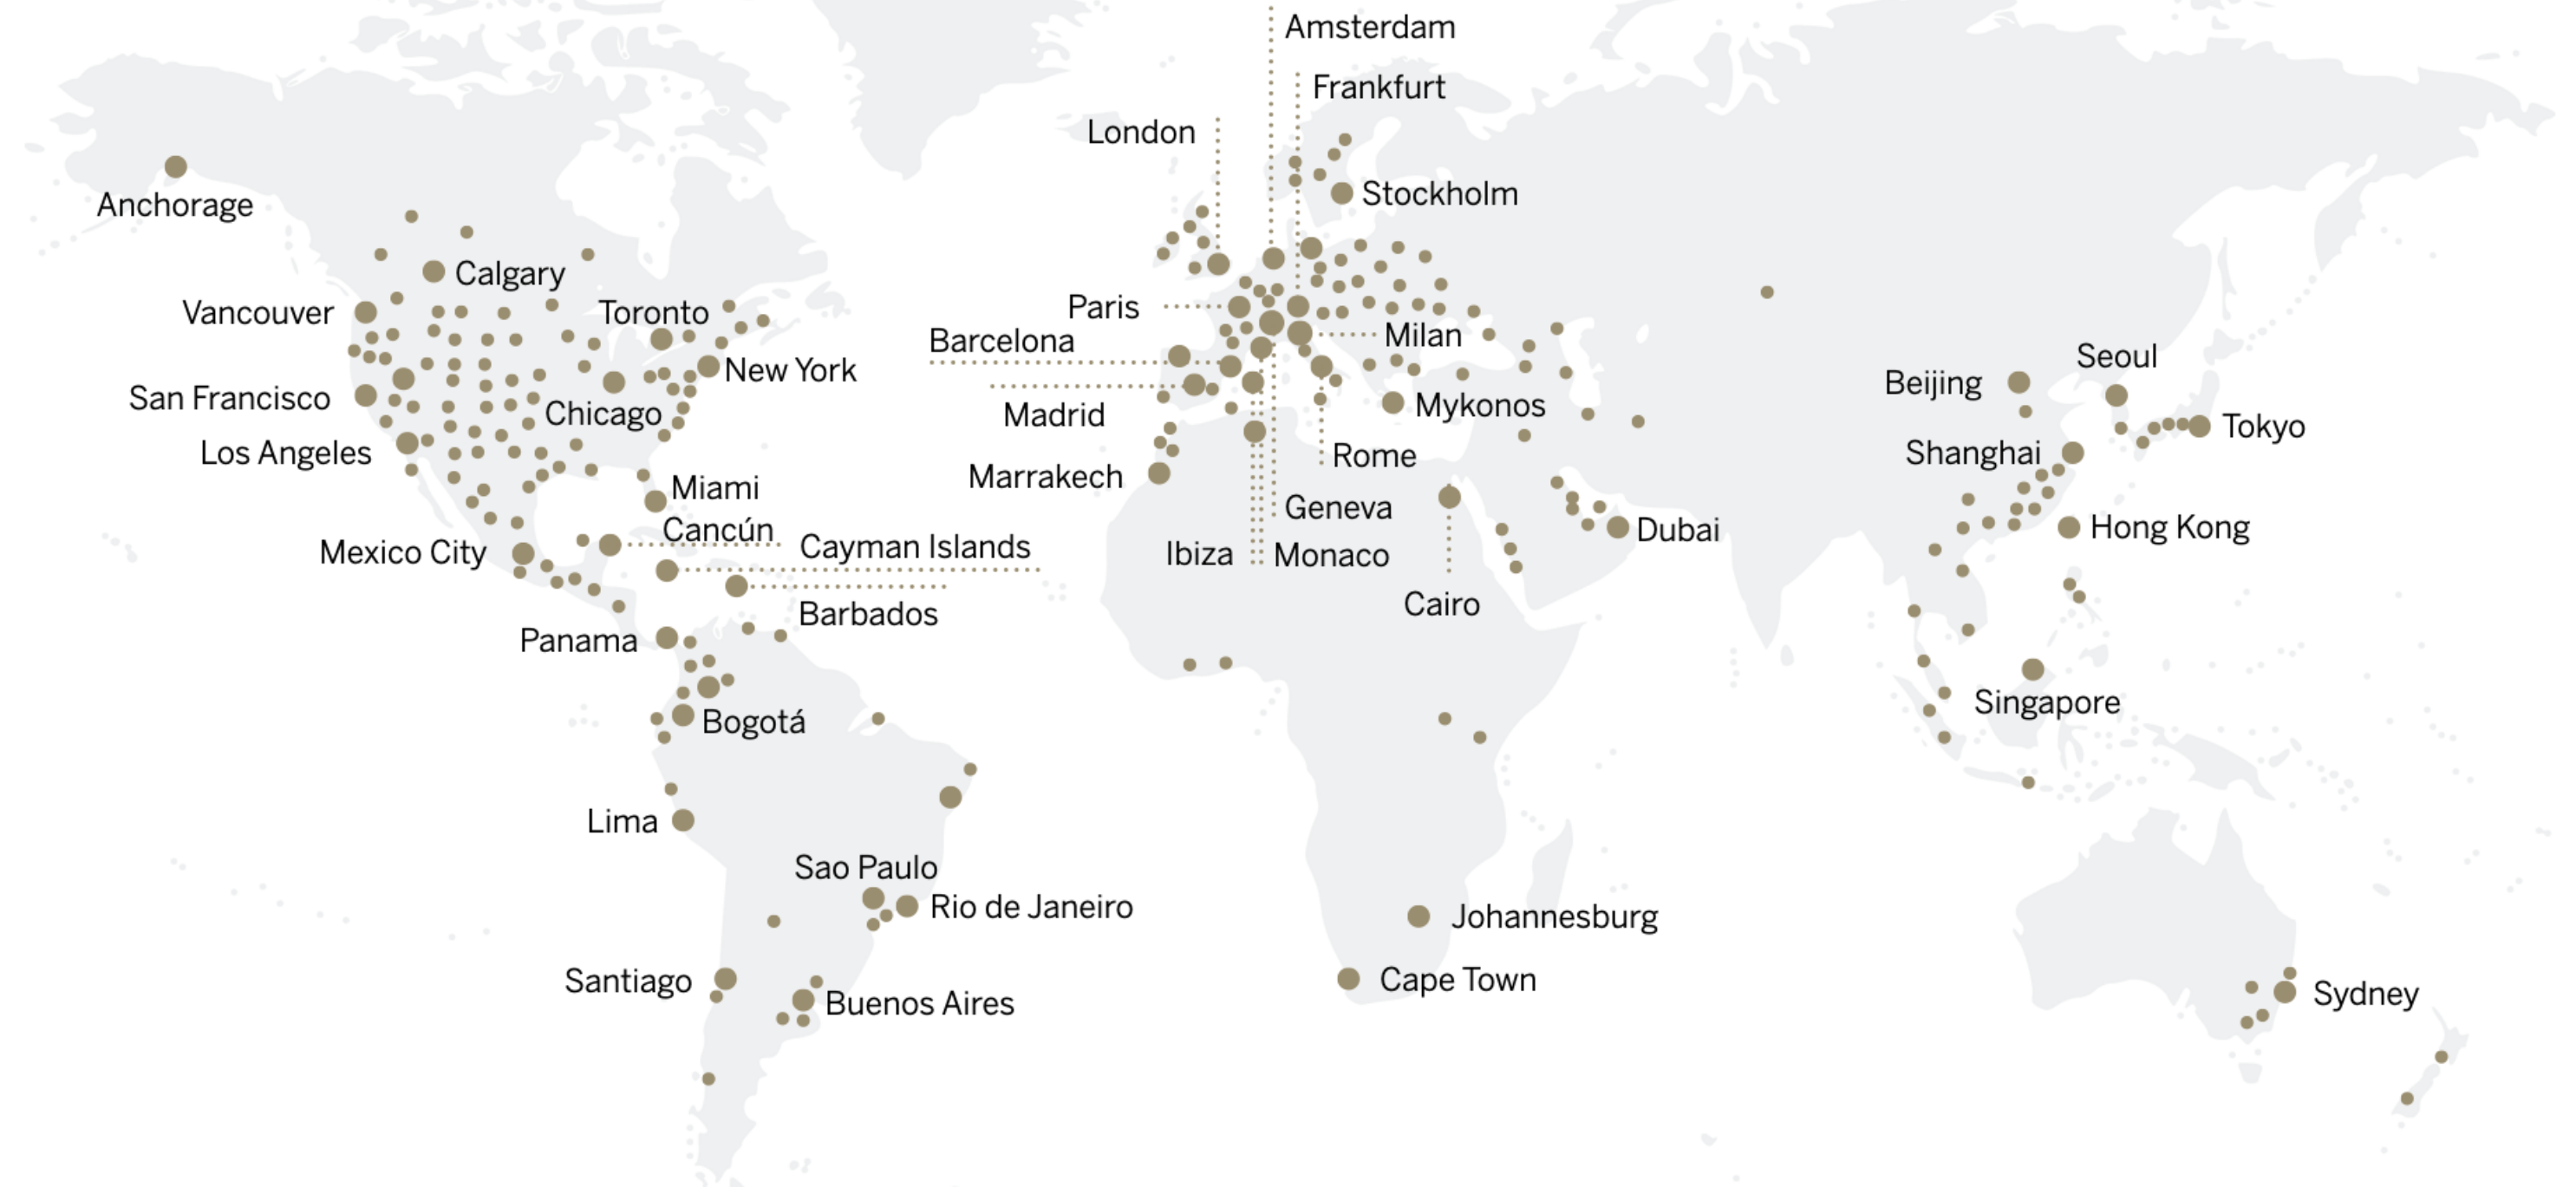 Amsterdam
Frankfurt
London
Stockholm
Anchorage
Calgary
Vancouver
Toronto
Paris
Milan
Barcelona
New York
Seoul
Beijing
San Francisco
Chicago
Madrid
Mykonos
Tokyo
Los Angeles
Rome
Shanghai
Marrakech
Miami
Geneva
Cancún
Dubai
Hong Kong
Mexico City
Cayman Islands
Ibiza
Monaco
Cairo
Barbados
Panama
Singapore
Bogotá
Lima
Sao Paulo
Rio de Janeiro
Johannesburg
Santiago
Cape Town
Buenos Aires
Sydney